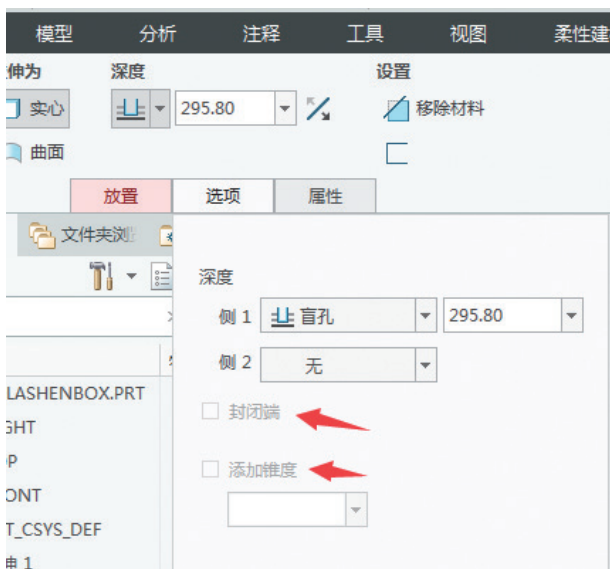 模型 分析 注释 工具 视图 柔性建
伸为 深度 设置
实心 295.80 移除材料
曲面
放置 选项 属性
文件夹浏
深度
侧 1 盲孔 295.80
侧 2 无
LASHENBOX.PRT
封闭端
GHT
OP
添加锥度
ONT
T_CSYS_DEF
伸 1